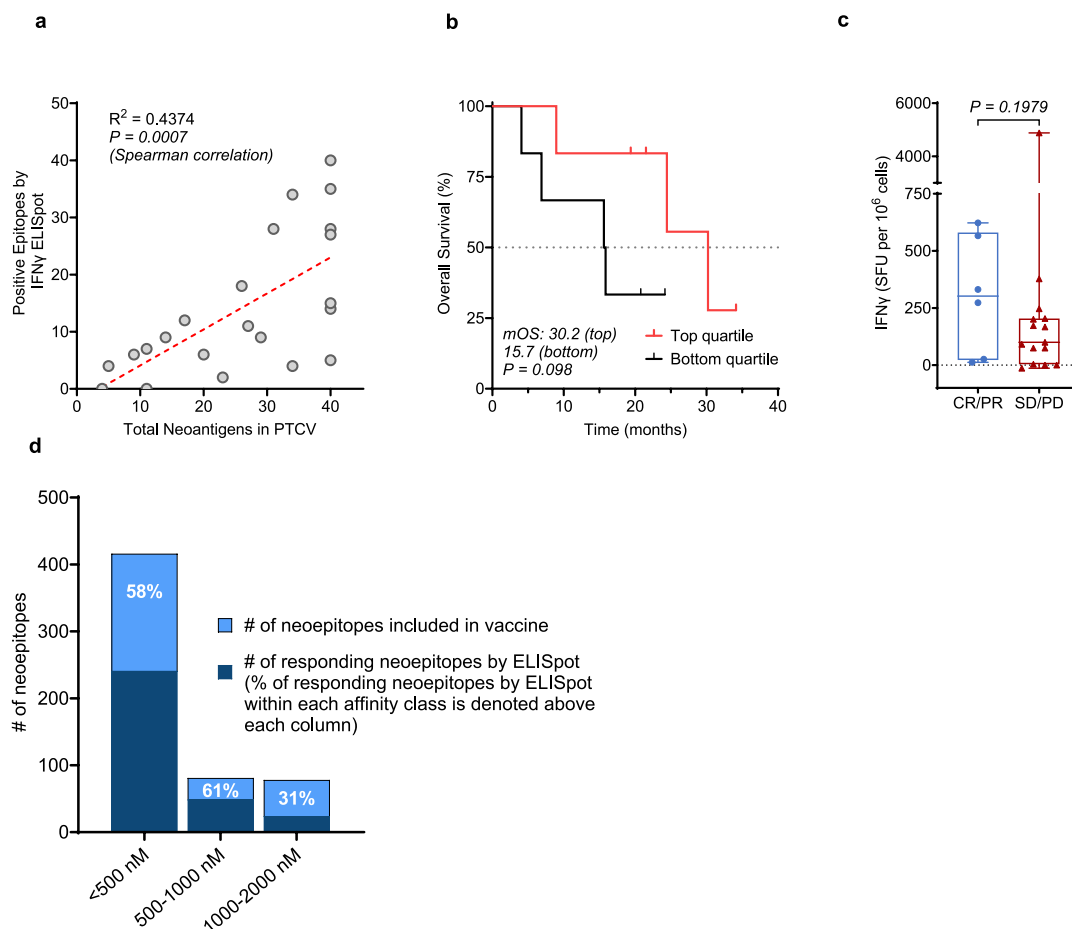 a
50
40
30
20
10
0
Positive Epitopes by
IFNγ ELISpot
R² = 0.4374
P = 0.0007
(Spearman correlation)
0
10
20
30
40
Total Neoantigens in PTCV
b
100
75
50
25
0
Overall Survival (%)
mOS: 30.2 (top)
15.7 (bottom)
P = 0.098
Top quartile
Bottom quartile
0
10
20
30
40
Time (months)
c
P = 0.1979
6000
4000
750
500
250
0
IFNγ (SFU per 10⁶ cells)
CR/PR
SD/PD
d
500
400
300
200
100
0
# of neoepitopes
58%
61%
31%
# of neoepitopes included in vaccine
# of responding neoepitopes by ELISpot
(% of responding neoepitopes by ELISpot
within each affinity class is denoted above
each column)
<500 nM
500-1000 nM
1000-2000 nM